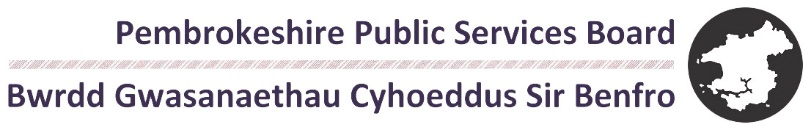 Pembrokeshire Public Services Board
Bwrdd Gwasanaethau Cyhoeddus Sir Benfro